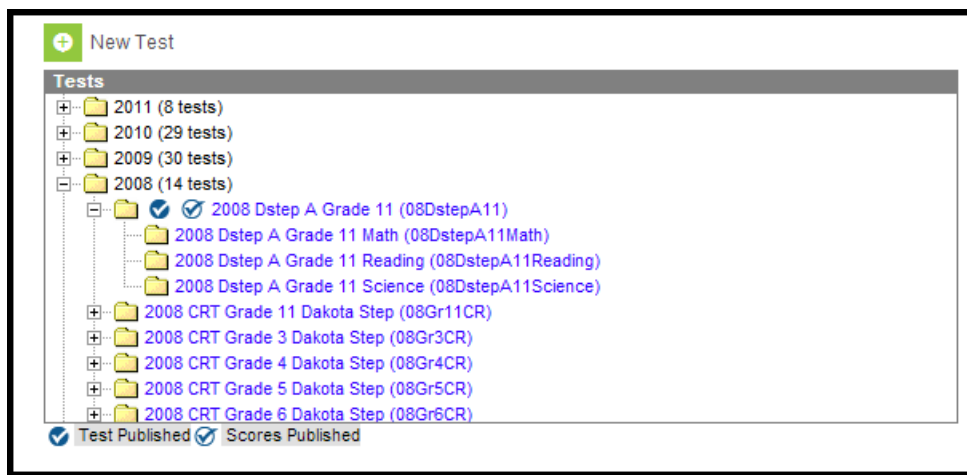 New Test
Tests
2011 (8 tests)
2010 (29 tests)
2009 (30 tests)
2008 (14 tests)
2008 Dstep A Grade 11 (08DstepA11)
2008 Dstep A Grade 11 Math (08DstepA11Math)
2008 Dstep A Grade 11 Reading (08DstepA11Reading)
2008 Dstep A Grade 11 Science (08DstepA11Science)
2008 CRT Grade 11 Dakota Step (08Gr11CR)
2008 CRT Grade 3 Dakota Step (08Gr3CR)
2008 CRT Grade 4 Dakota Step (08Gr4CR)
2008 CRT Grade 5 Dakota Step (08Gr5CR)
2008 CRT Grade 6 Dakota Step (08Gr6CR)
Test Published Scores Published